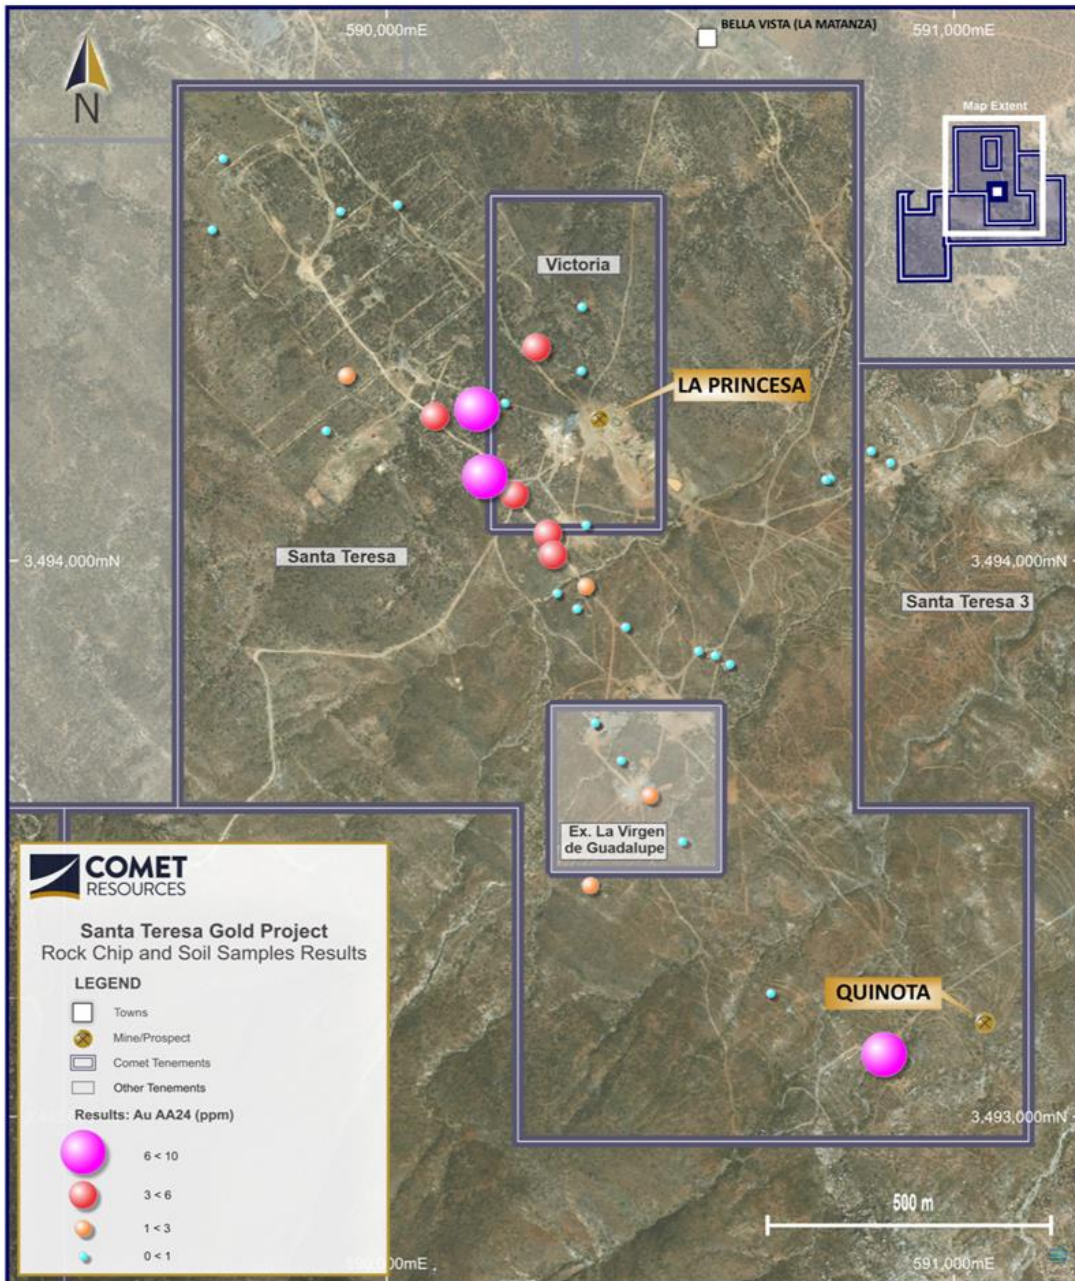 BELLA VISTA (LA MATANZA)
590,000mE
591,000mE
N
Map Extent
Victoria
LA PRINCESA
3,494,000mN
Santa Teresa
3,494,000mN
Santa Teresa 3
Ex. La Virgen
de Guadalupe
QUINOTA
3,493,000mN
COMET
RESOURCES
Santa Teresa Gold Project
Rock Chip and Soil Samples Results
LEGEND
Towns
Mine/Prospect
Comet Tenements
Other Tenements
Results: Au AA24 (ppm)
6 < 10
3 < 6
1 < 3
0 < 1
500 m
590,000mE
591,000mE